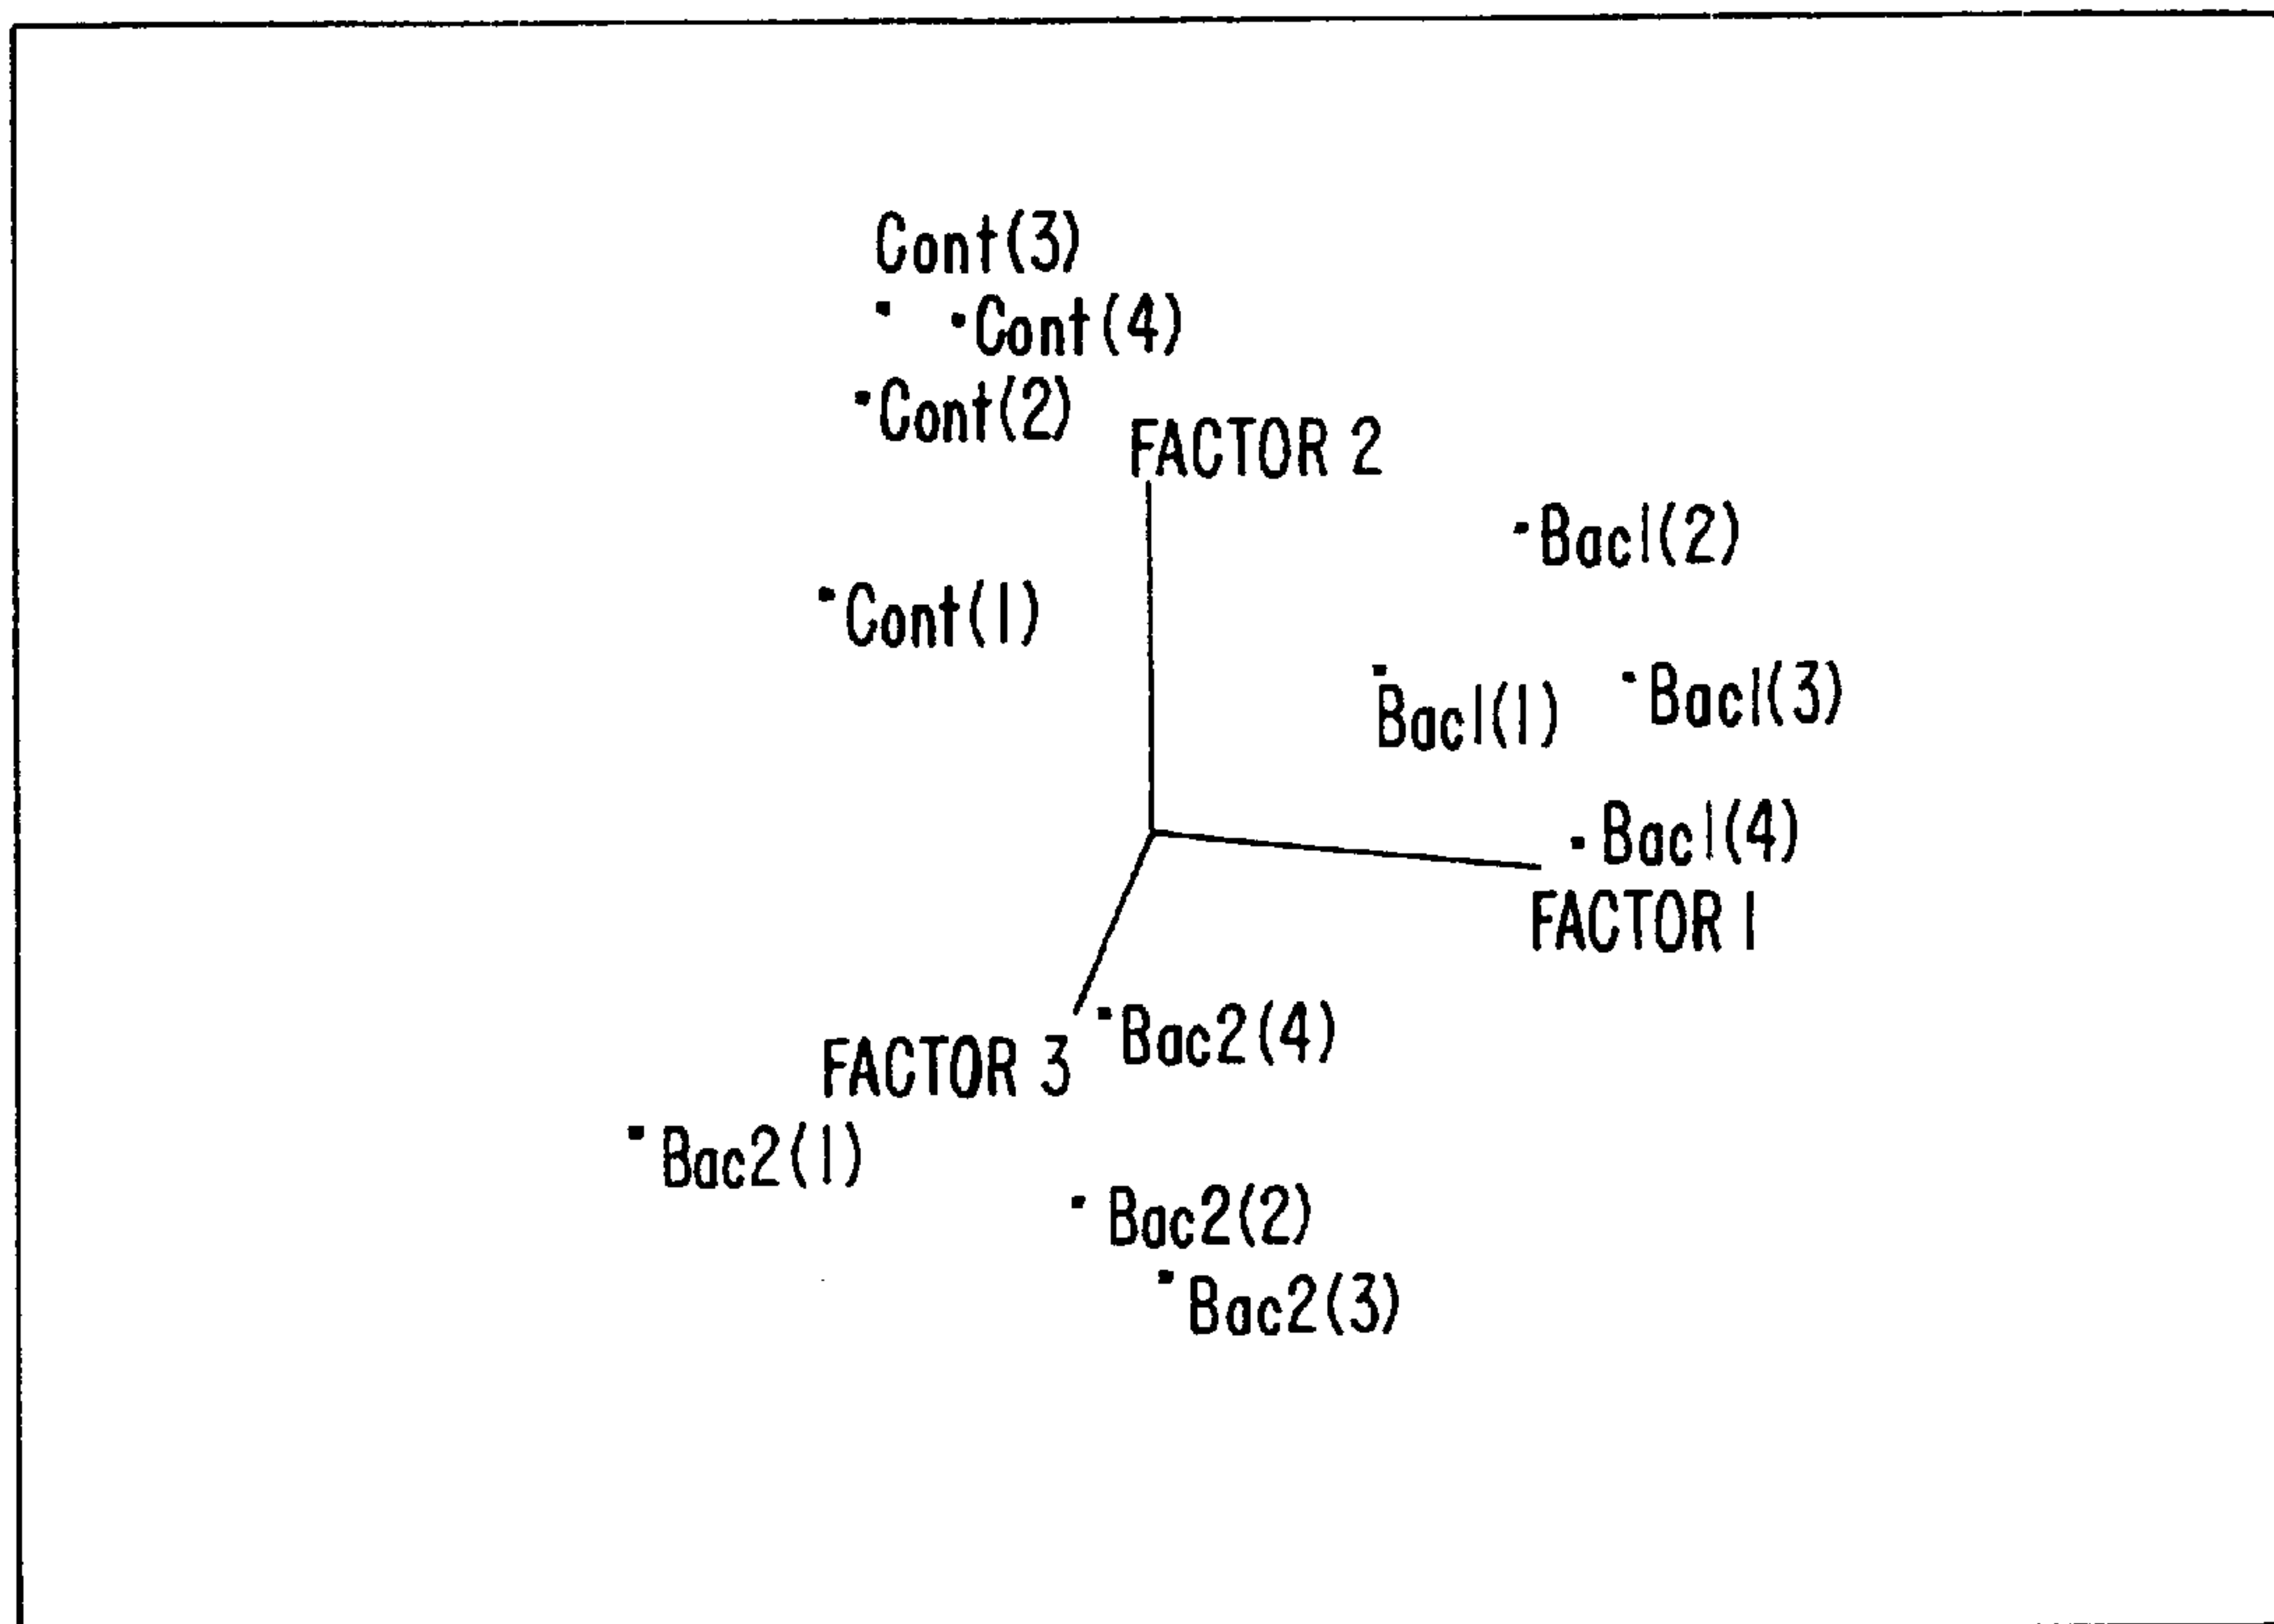 Cont(3)
Cont(4)
Cont(2)
FACTOR 2
Bac1(2)
Cont(1)
Bac1(3)
Bac1(1)
Bac1(4)
FACTOR 1
Bac2(4)
FACTOR 3
Bac2(1)
Bac2(2)
Bac2(3)